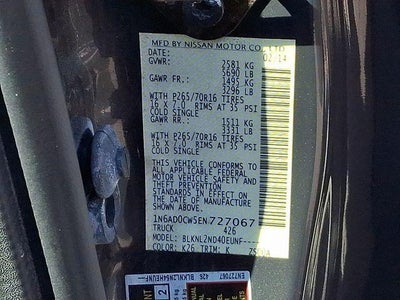 MFD BY NISSAN MOTOR CO., LTD
DATE: 02/14
GVWR: 2581 KG
5690 LB
GAWR FR.: 1495 KG
3296 LB
WITH P265/70R16 TIRES
16 X 7.0 RIMS AT 35 PSI
COLD SINGLE
GAWR RR.: 1511 KG
3331 LB
WITH P265/70R16 TIRES
16 X 7.0 RIMS AT 35 PSI
COLD SINGLE
THIS VEHICLE CONFORMS TO
ALL APPLICABLE FEDERAL
MOTOR VEHICLE SAFETY AND
THEFT PREVENTION
STANDARDS IN EFFECT ON
THE DATE OF MANUFACTURE
1N6AD0CW5EN727067
TRUCK 426
MODEL: BLKNL2ND40EUNF----
COLOR: K26 TRIM: K
EN727067
426